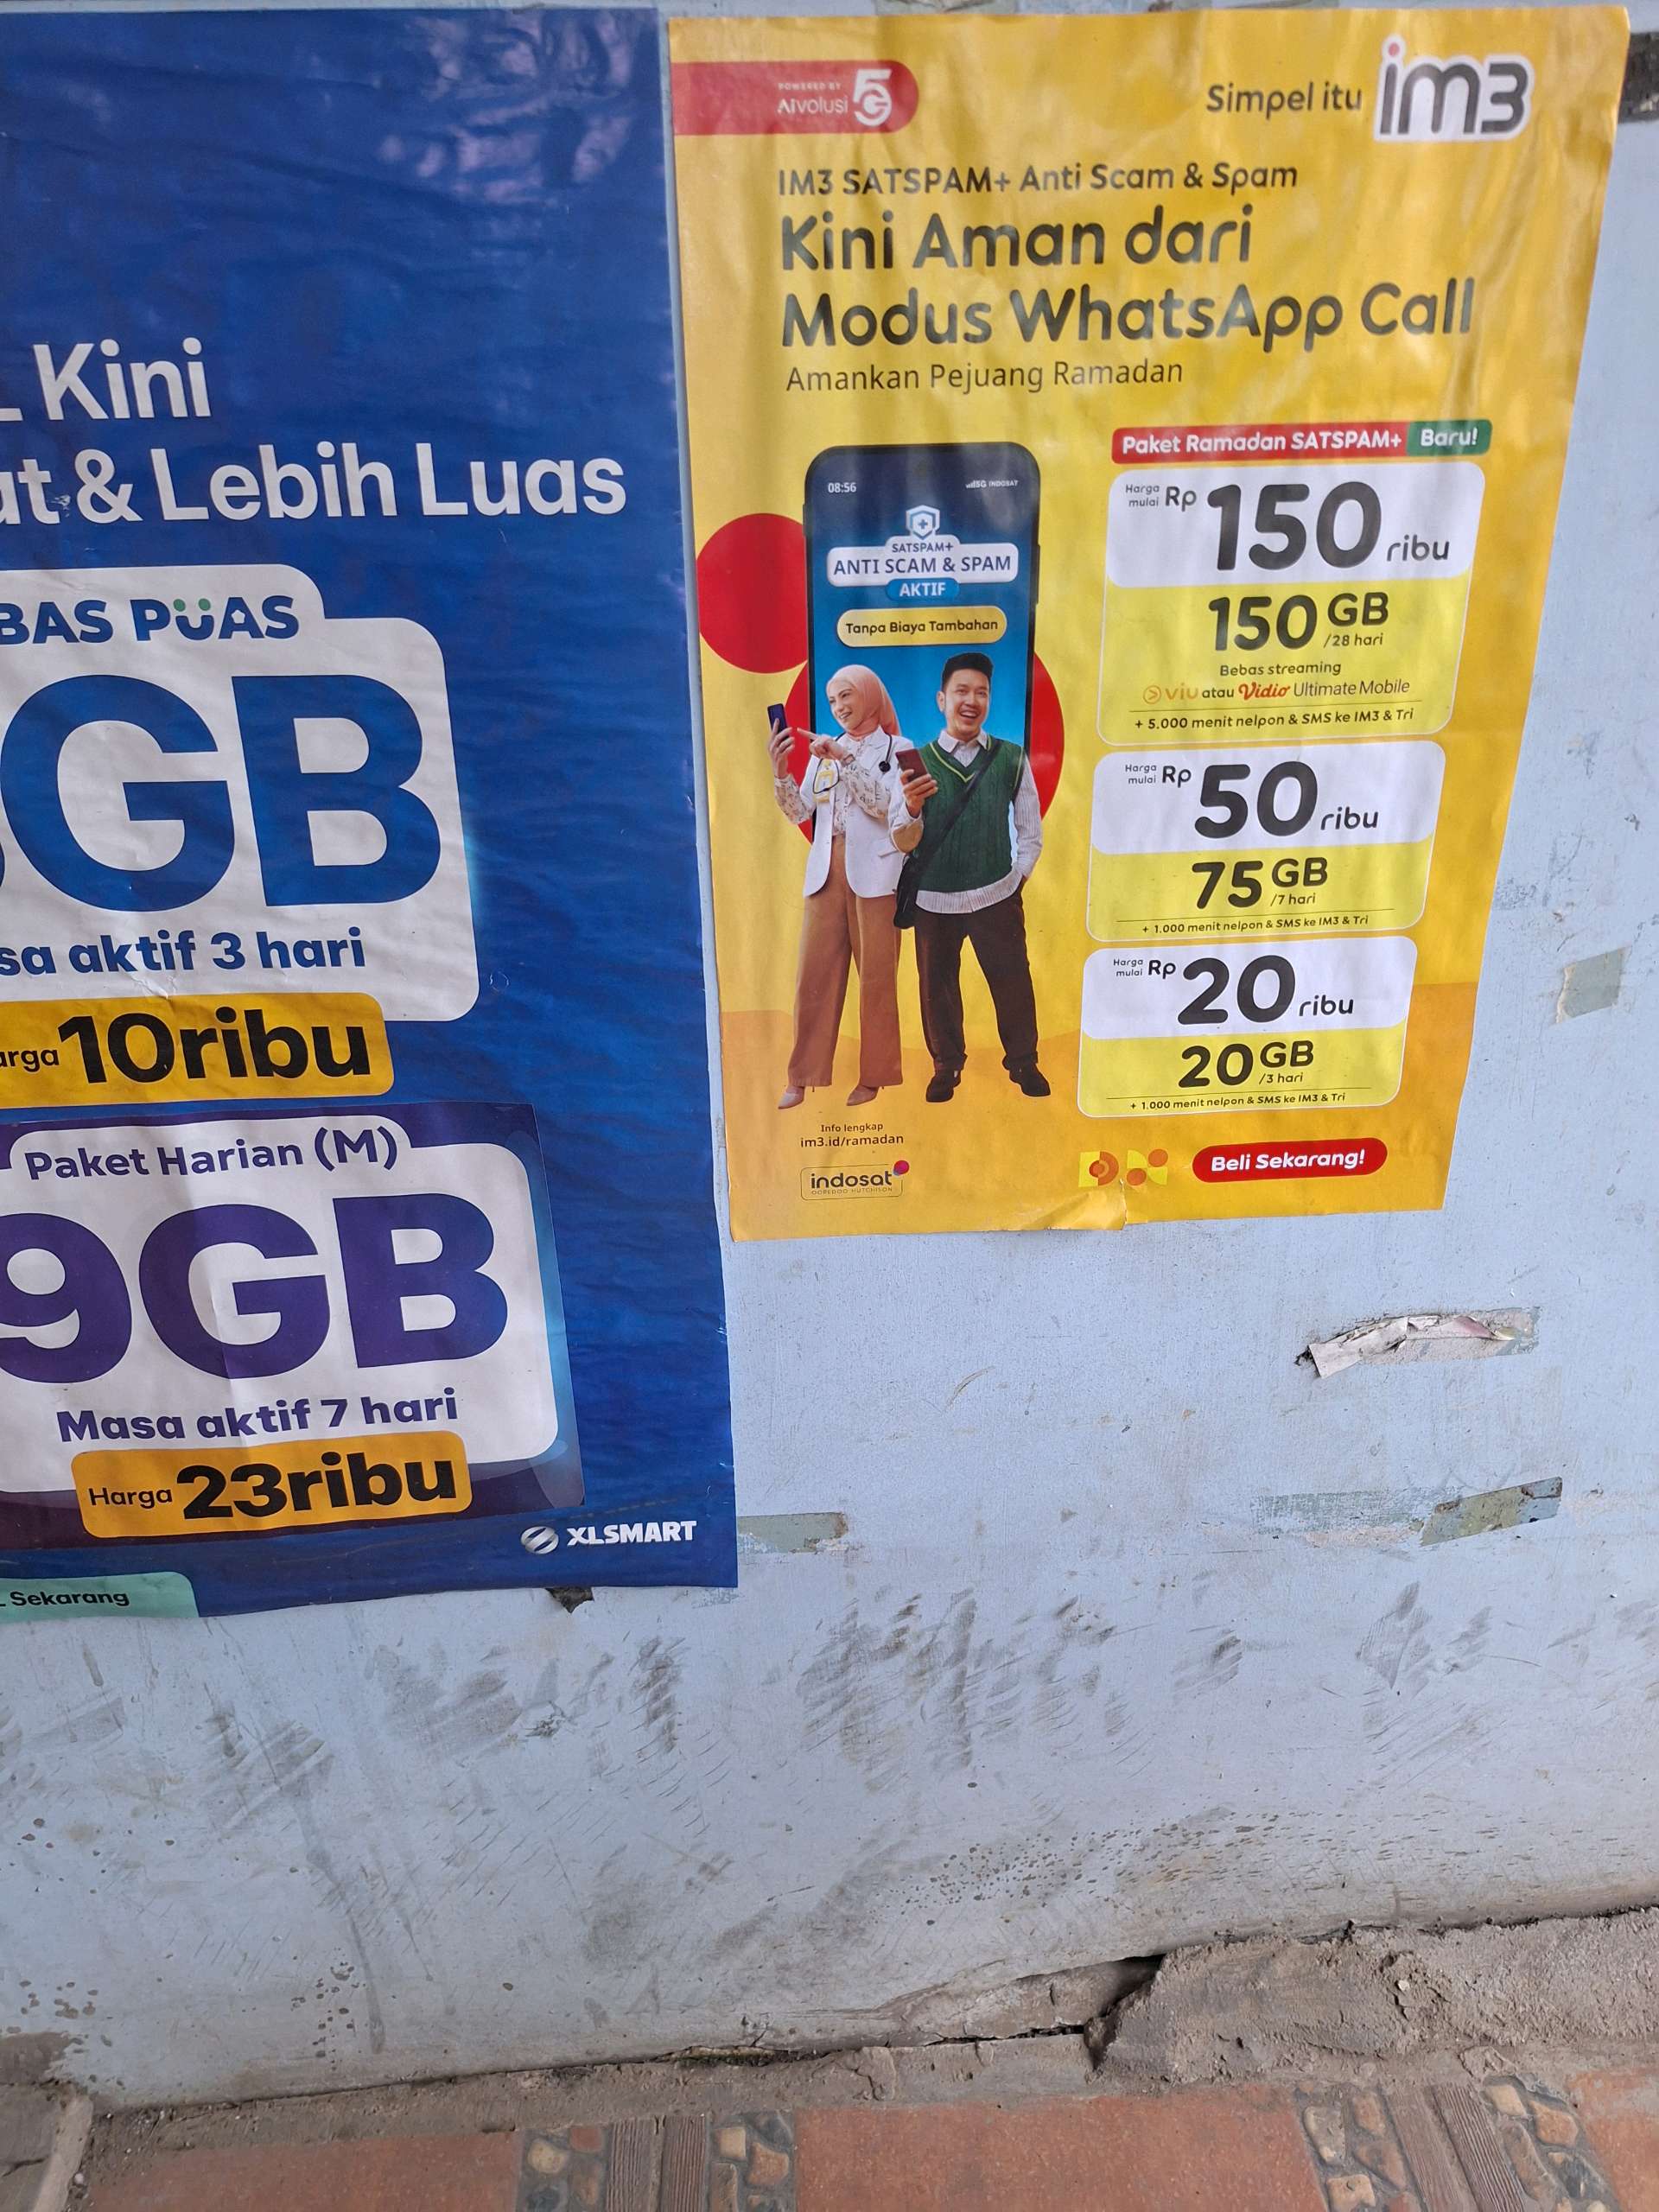 Kini
& Lebih Luas
PUAS
GB
aktif 3 hari
10ribu
Paket Harian (M)
9GB
Masa aktif 7 hari
Harga 23ribu
XLSMART
Sekarang
POWERED BY
AIvolusi 5G
Simpel itu im3
IM3 SATSPAM+ Anti Scam & Spam
Kini Aman dari
Modus WhatsApp Call
Amankan Pejuang Ramadan
08:56
5G INDOSAT
SATSPAM+
ANTI SCAM & SPAM
AKTIF
Tanpa Biaya Tambahan
Paket Ramadan SATSPAM+ Baru!
Harga mulai Rp 150 ribu
150 GB /28 hari
Bebas streaming
viu atau Vidio Ultimate Mobile
+ 5.000 menit nelpon & SMS ke IM3 & Tri
Harga mulai Rp 50 ribu
75 GB /7 hari
+ 1.000 menit nelpon & SMS ke IM3 & Tri
Harga mulai Rp 20 ribu
20 GB /3 hari
+ 1.000 menit nelpon & SMS ke IM3 & Tri
Info lengkap
im3.id/ramadan
indosat
OOREDOO HUTCHISON
Beli Sekarang!